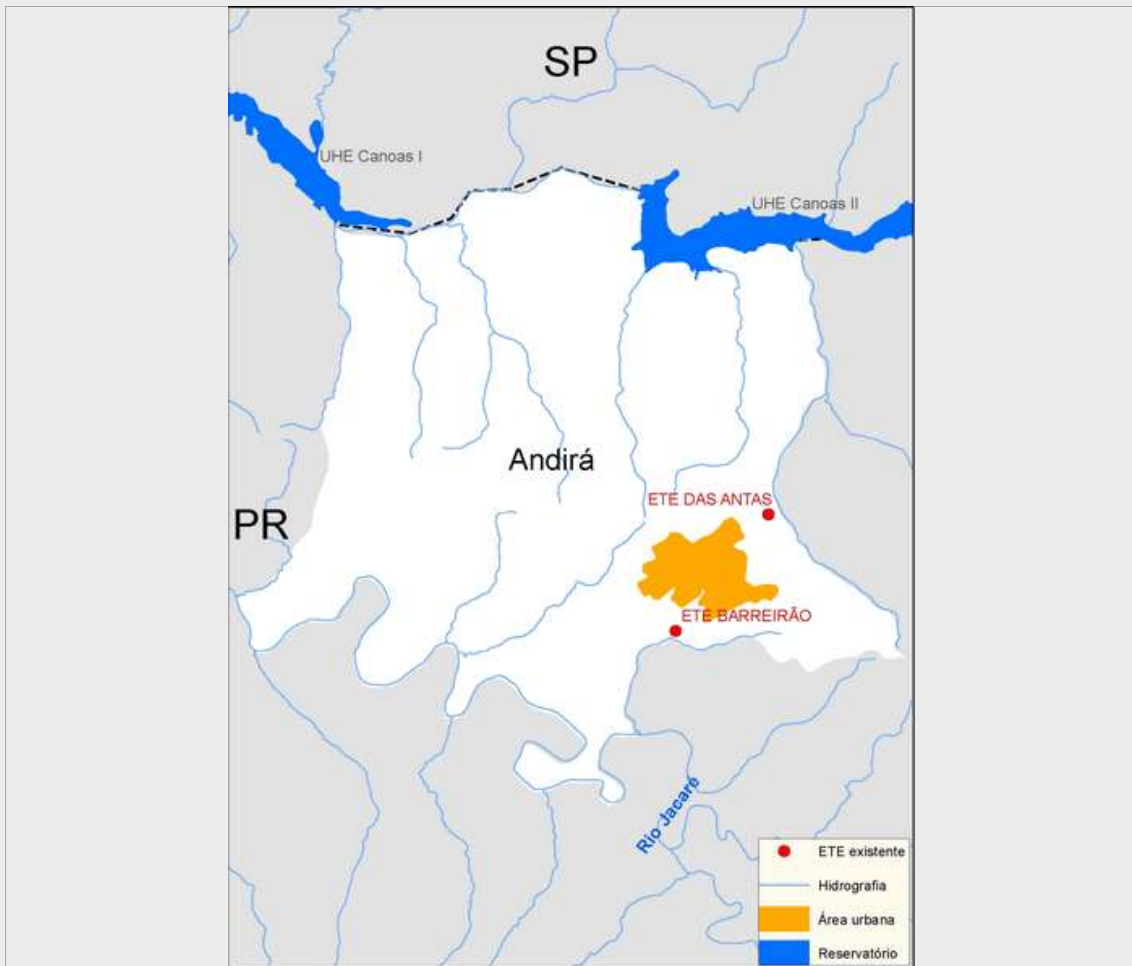 SP
UHE Canoas I
UHE Canoas II
Andirá
ETE DAS ANTAS
PR
ETE BARREIRÃO
Rio Jacaré
ETE existente
Hidrografia
Área urbana
Reservatório